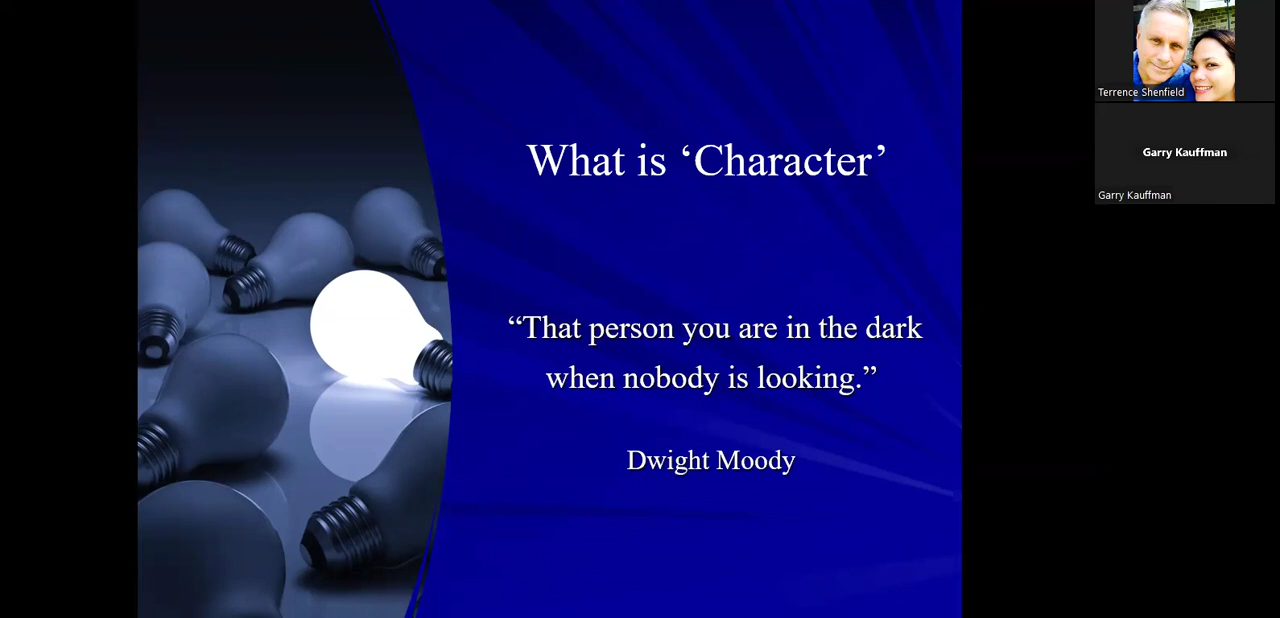 What is ‘Character’
“That person you are in the dark
when nobody is looking.”
Dwight Moody
Terrence Shenfield
Garry Kauffman
Garry Kauffman